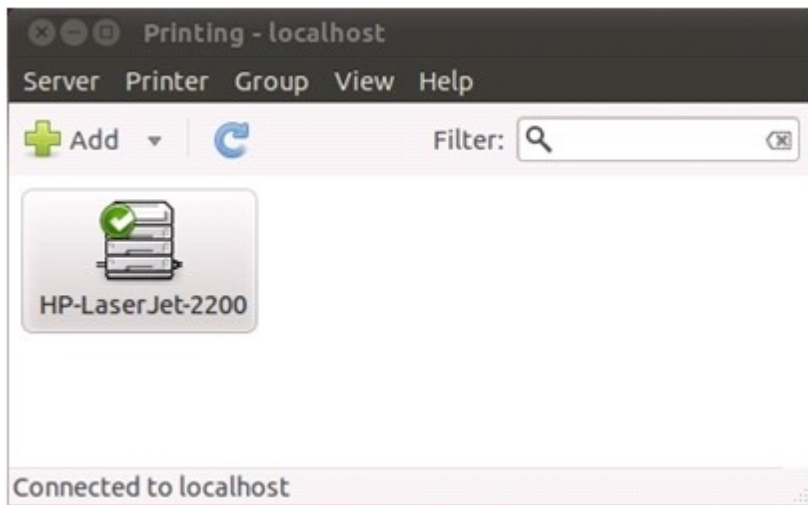 Printing - localhost
Server Printer Group View Help
Add Filter:
HP-LaserJet-2200
Connected to localhost